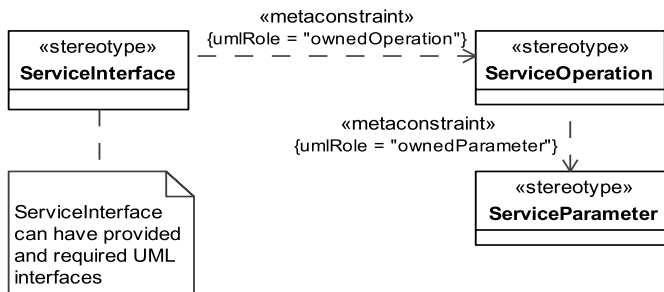 «metaconstraint»
{umlRole = "ownedOperation"}
«stereotype»
ServiceInterface
«stereotype»
ServiceOperation
«metaconstraint»
{umlRole = "ownedParameter"}
«stereotype»
ServiceParameter
ServiceInterface
can have provided
and required UML
interfaces